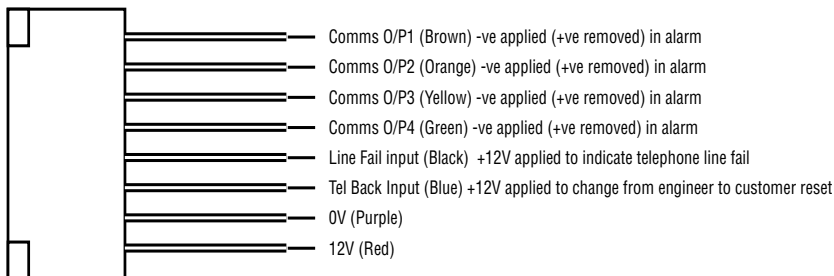 Comms O/P1 (Brown) -ve applied (+ve removed) in alarm
Comms O/P2 (Orange) -ve applied (+ve removed) in alarm
Comms O/P3 (Yellow) -ve applied (+ve removed) in alarm
Comms O/P4 (Green) -ve applied (+ve removed) in alarm
Line Fail input (Black) +12V applied to indicate telephone line fail
Tel Back Input (Blue) +12V applied to change from engineer to customer reset
0V (Purple)
12V (Red)